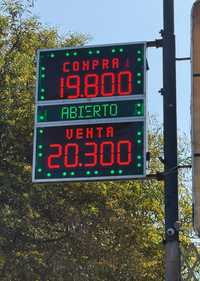 COMPRA
19.800
ABIERTO
VENTA
20.300